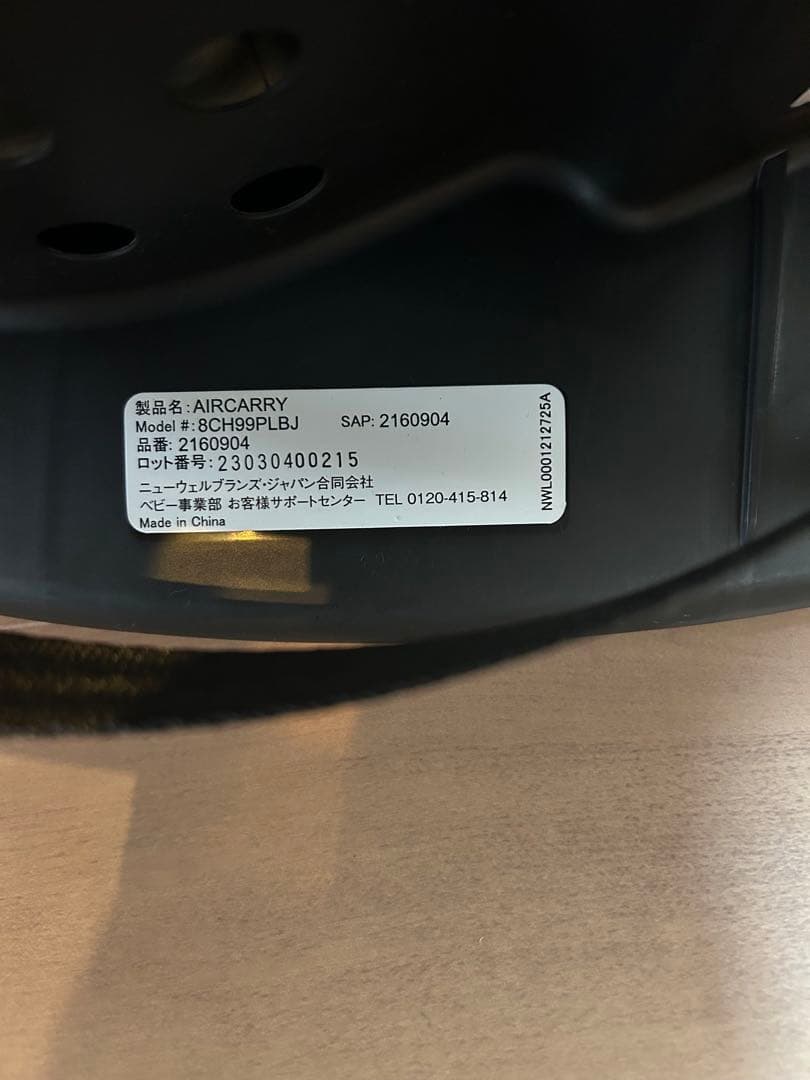 製品名:AIRCARRY
Model #:8CH99PLBJ SAP: 2160904
品番: 2160904
ロット番号:23030400215
ニューウェルブランズ・ジャパン合同会社
ベビー事業部 お客様サポートセンター TEL 0120-415-814
Made in China
NWL0001212725A